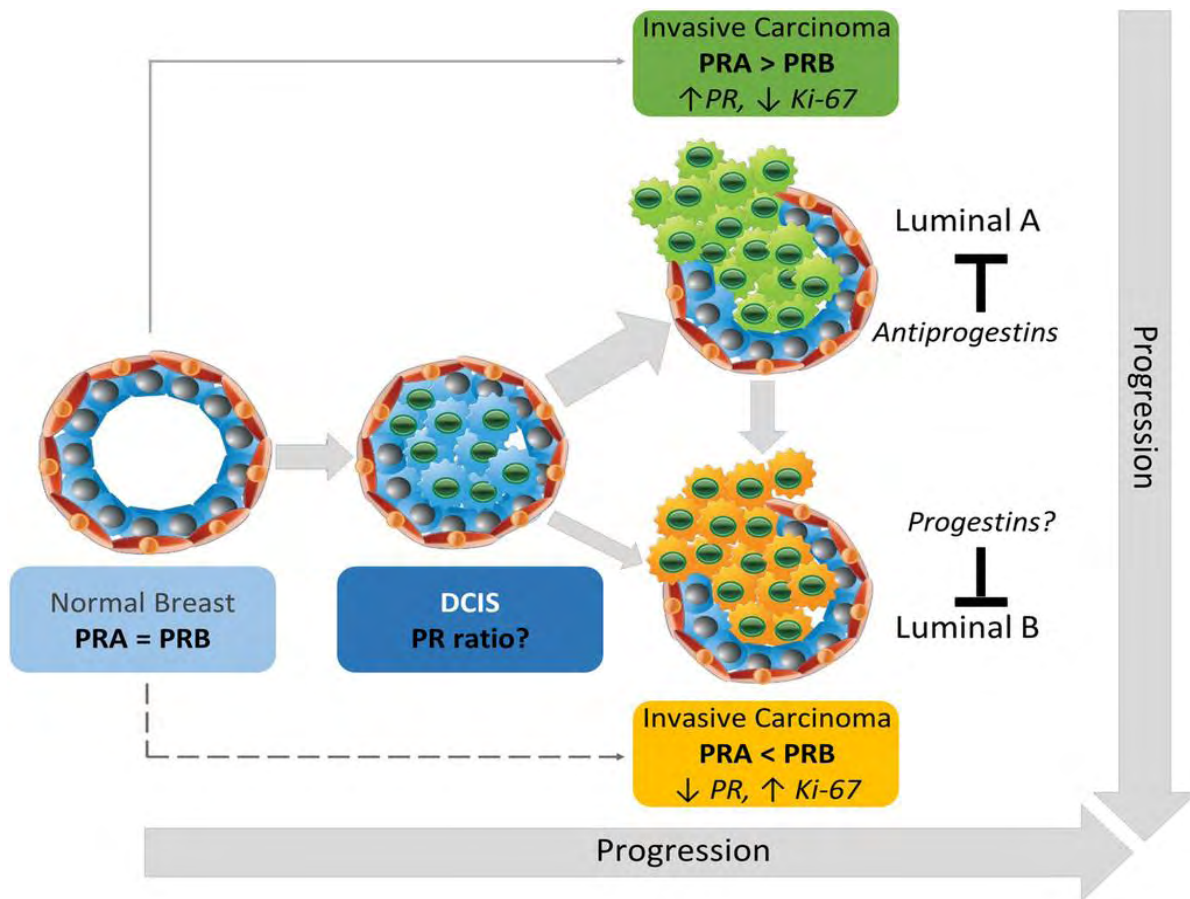 Invasive Carcinoma
PRA > PRB
↑PR, ↓ Ki-67
Luminal A
Antiprogestins
Progression
Normal Breast
PRA = PRB
DCIS
PR ratio?
Progestins?
Luminal B
Invasive Carcinoma
PRA < PRB
↓ PR, ↑ Ki-67
Progression